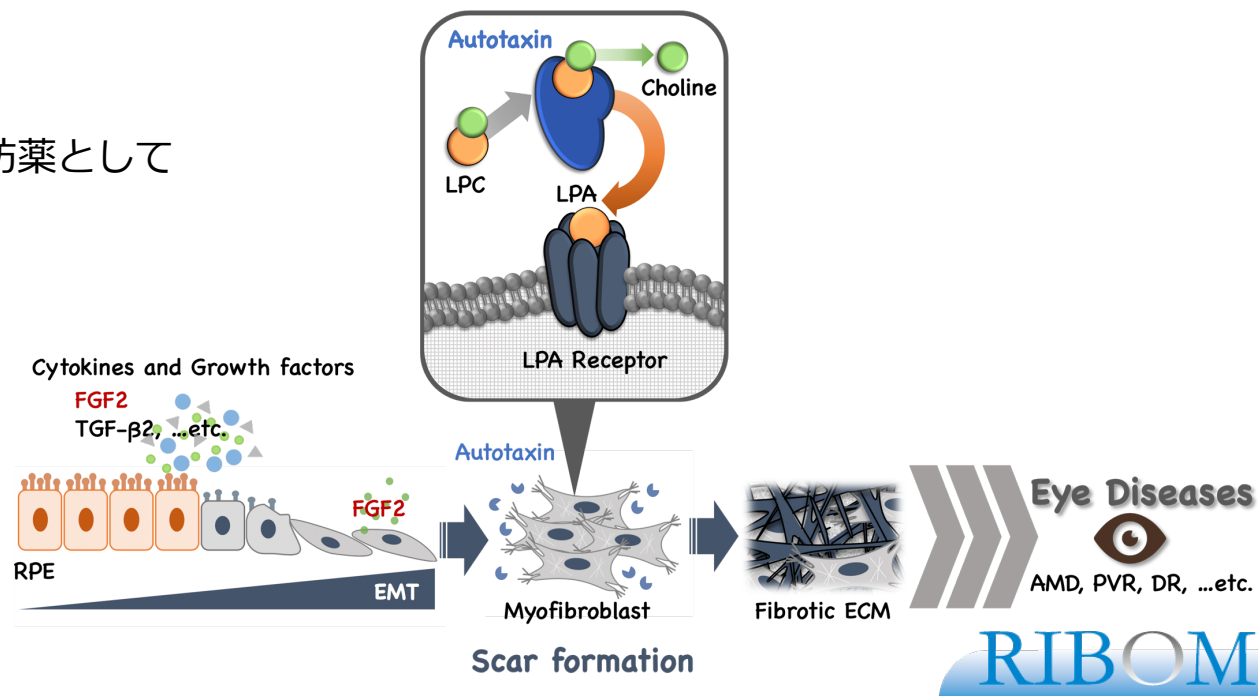 防薬として
Autotaxin
Choline
LPC
LPA
LPA Receptor
Cytokines and Growth factors
FGF2
TGF-β2, ...etc.
FGF2
RPE
EMT
Autotaxin
Myofibroblast
Scar formation
Fibrotic ECM
Eye Diseases
AMD, PVR, DR, ...etc.
RIBOM